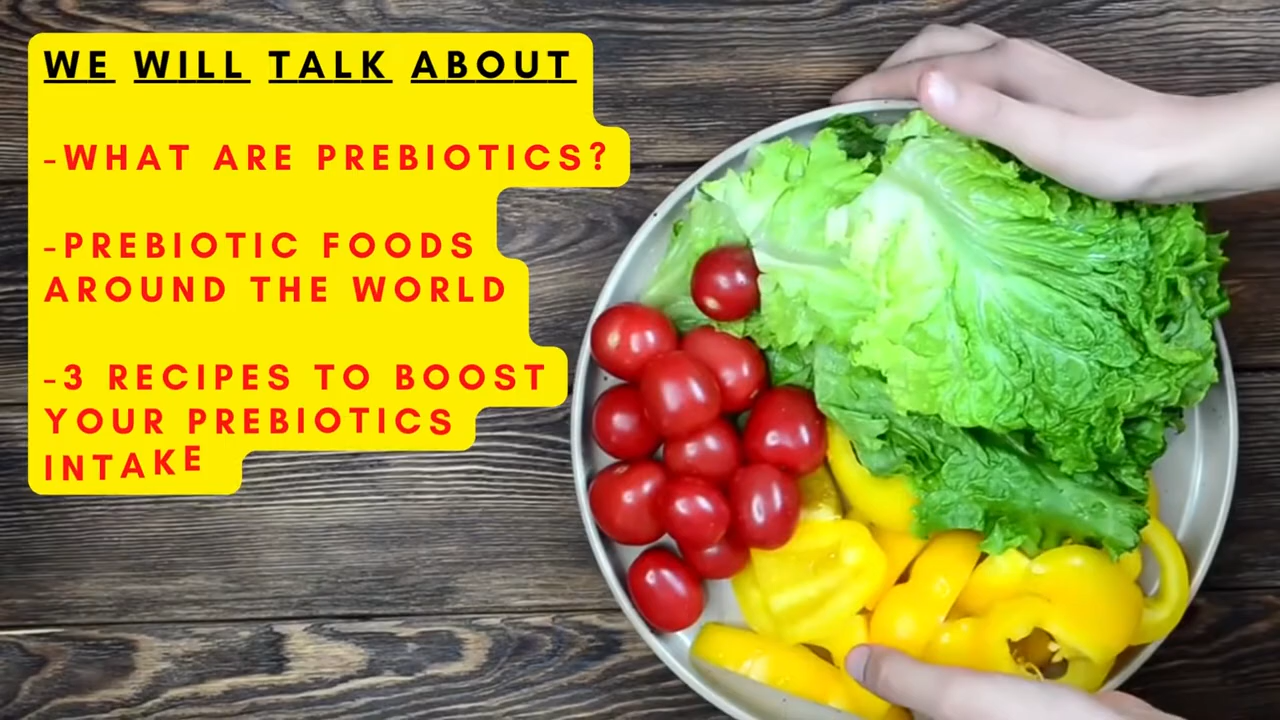 WE WILL TALK ABOUT
-WHAT ARE PREBIOTICS?
-PREBIOTIC FOODS
AROUND THE WORLD
-3 RECIPES TO BOOST
YOUR PREBIOTICS
INTAKE